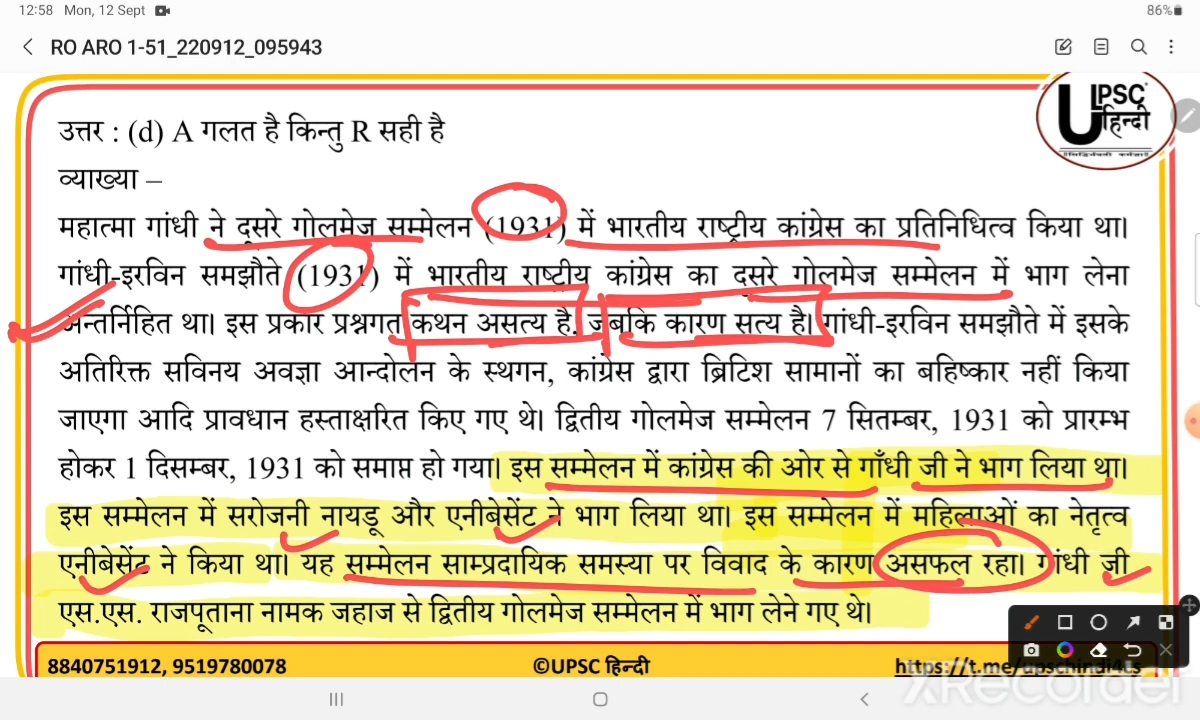 12:58 Mon, 12 Sept 86%
RO ARO 1-51_220912_095943
UPSC
हिन्दी
उत्तर : (d) A गलत है किन्तु R सही है
व्याख्या –
महात्मा गांधी ने दूसरे गोलमेज सम्मेलन (1931) में भारतीय राष्ट्रीय कांग्रेस का प्रतिनिधित्व किया था।
गांधी-इरविन समझौते (1931) में भारतीय राष्ट्रीय कांग्रेस का दूसरे गोलमेज सम्मेलन में भाग लेना
अन्तर्निहित था। इस प्रकार प्रश्नगत कथन असत्य है, जबकि कारण सत्य है। गांधी-इरविन समझौते में इसके
अतिरिक्त सविनय अवज्ञा आन्दोलन के स्थगन, कांग्रेस द्वारा ब्रिटिश सामानों का बहिष्कार नहीं किया
जाएगा आदि प्रावधान हस्ताक्षरित किए गए थे। द्वितीय गोलमेज सम्मेलन 7 सितम्बर, 1931 को प्रारम्भ
होकर 1 दिसम्बर, 1931 को समाप्त हो गया। इस सम्मेलन में कांग्रेस की ओर से गाँधी जी ने भाग लिया था।
इस सम्मेलन में सरोजनी नायडू और एनीबेसेंट ने भाग लिया था। इस सम्मेलन में महिलाओं का नेतृत्व
एनीबेसेंट ने किया था। यह सम्मेलन साम्प्रदायिक समस्या पर विवाद के कारण असफल रहा। गांधी जी
एस.एस. राजपूताना नामक जहाज से द्वितीय गोलमेज सम्मेलन में भाग लेने गए थे।
8840751912, 9519780078 ©UPSC हिन्दी https://t.me/upschindi4cs
XRecorder